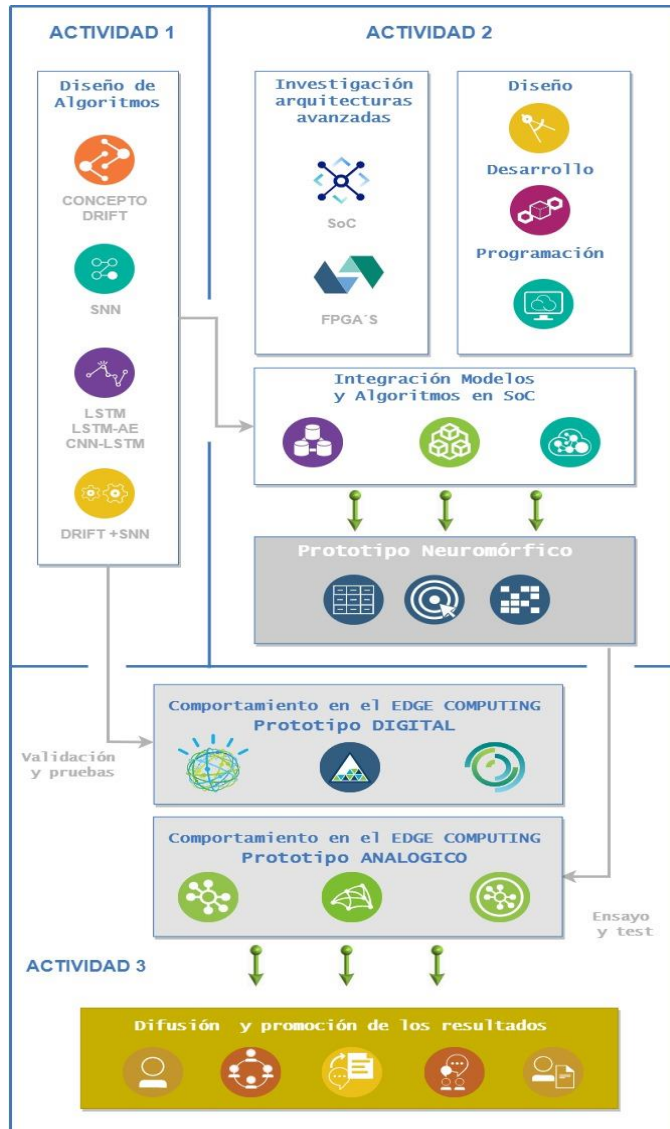 ACTIVIDAD 1
Diseño de
Algoritmos
CONCEPTO
DRIFT
SNN
LSTM
LSTM-AE
CNN-LSTM
DRIFT +SNN
ACTIVIDAD 2
Investigación
arquitecturas
avanzadas
SoC
FPGA´S
Diseño
Desarrollo
Programación
Integración Modelos
y Algoritmos en SoC
Prototipo Neuromórfico
Validación
y pruebas
Comportamiento en el EDGE COMPUTING
Prototipo DIGITAL
Comportamiento en el EDGE COMPUTING
Prototipo ANALOGICO
Ensayo
y test
ACTIVIDAD 3
Difusión y promoción de los resultados